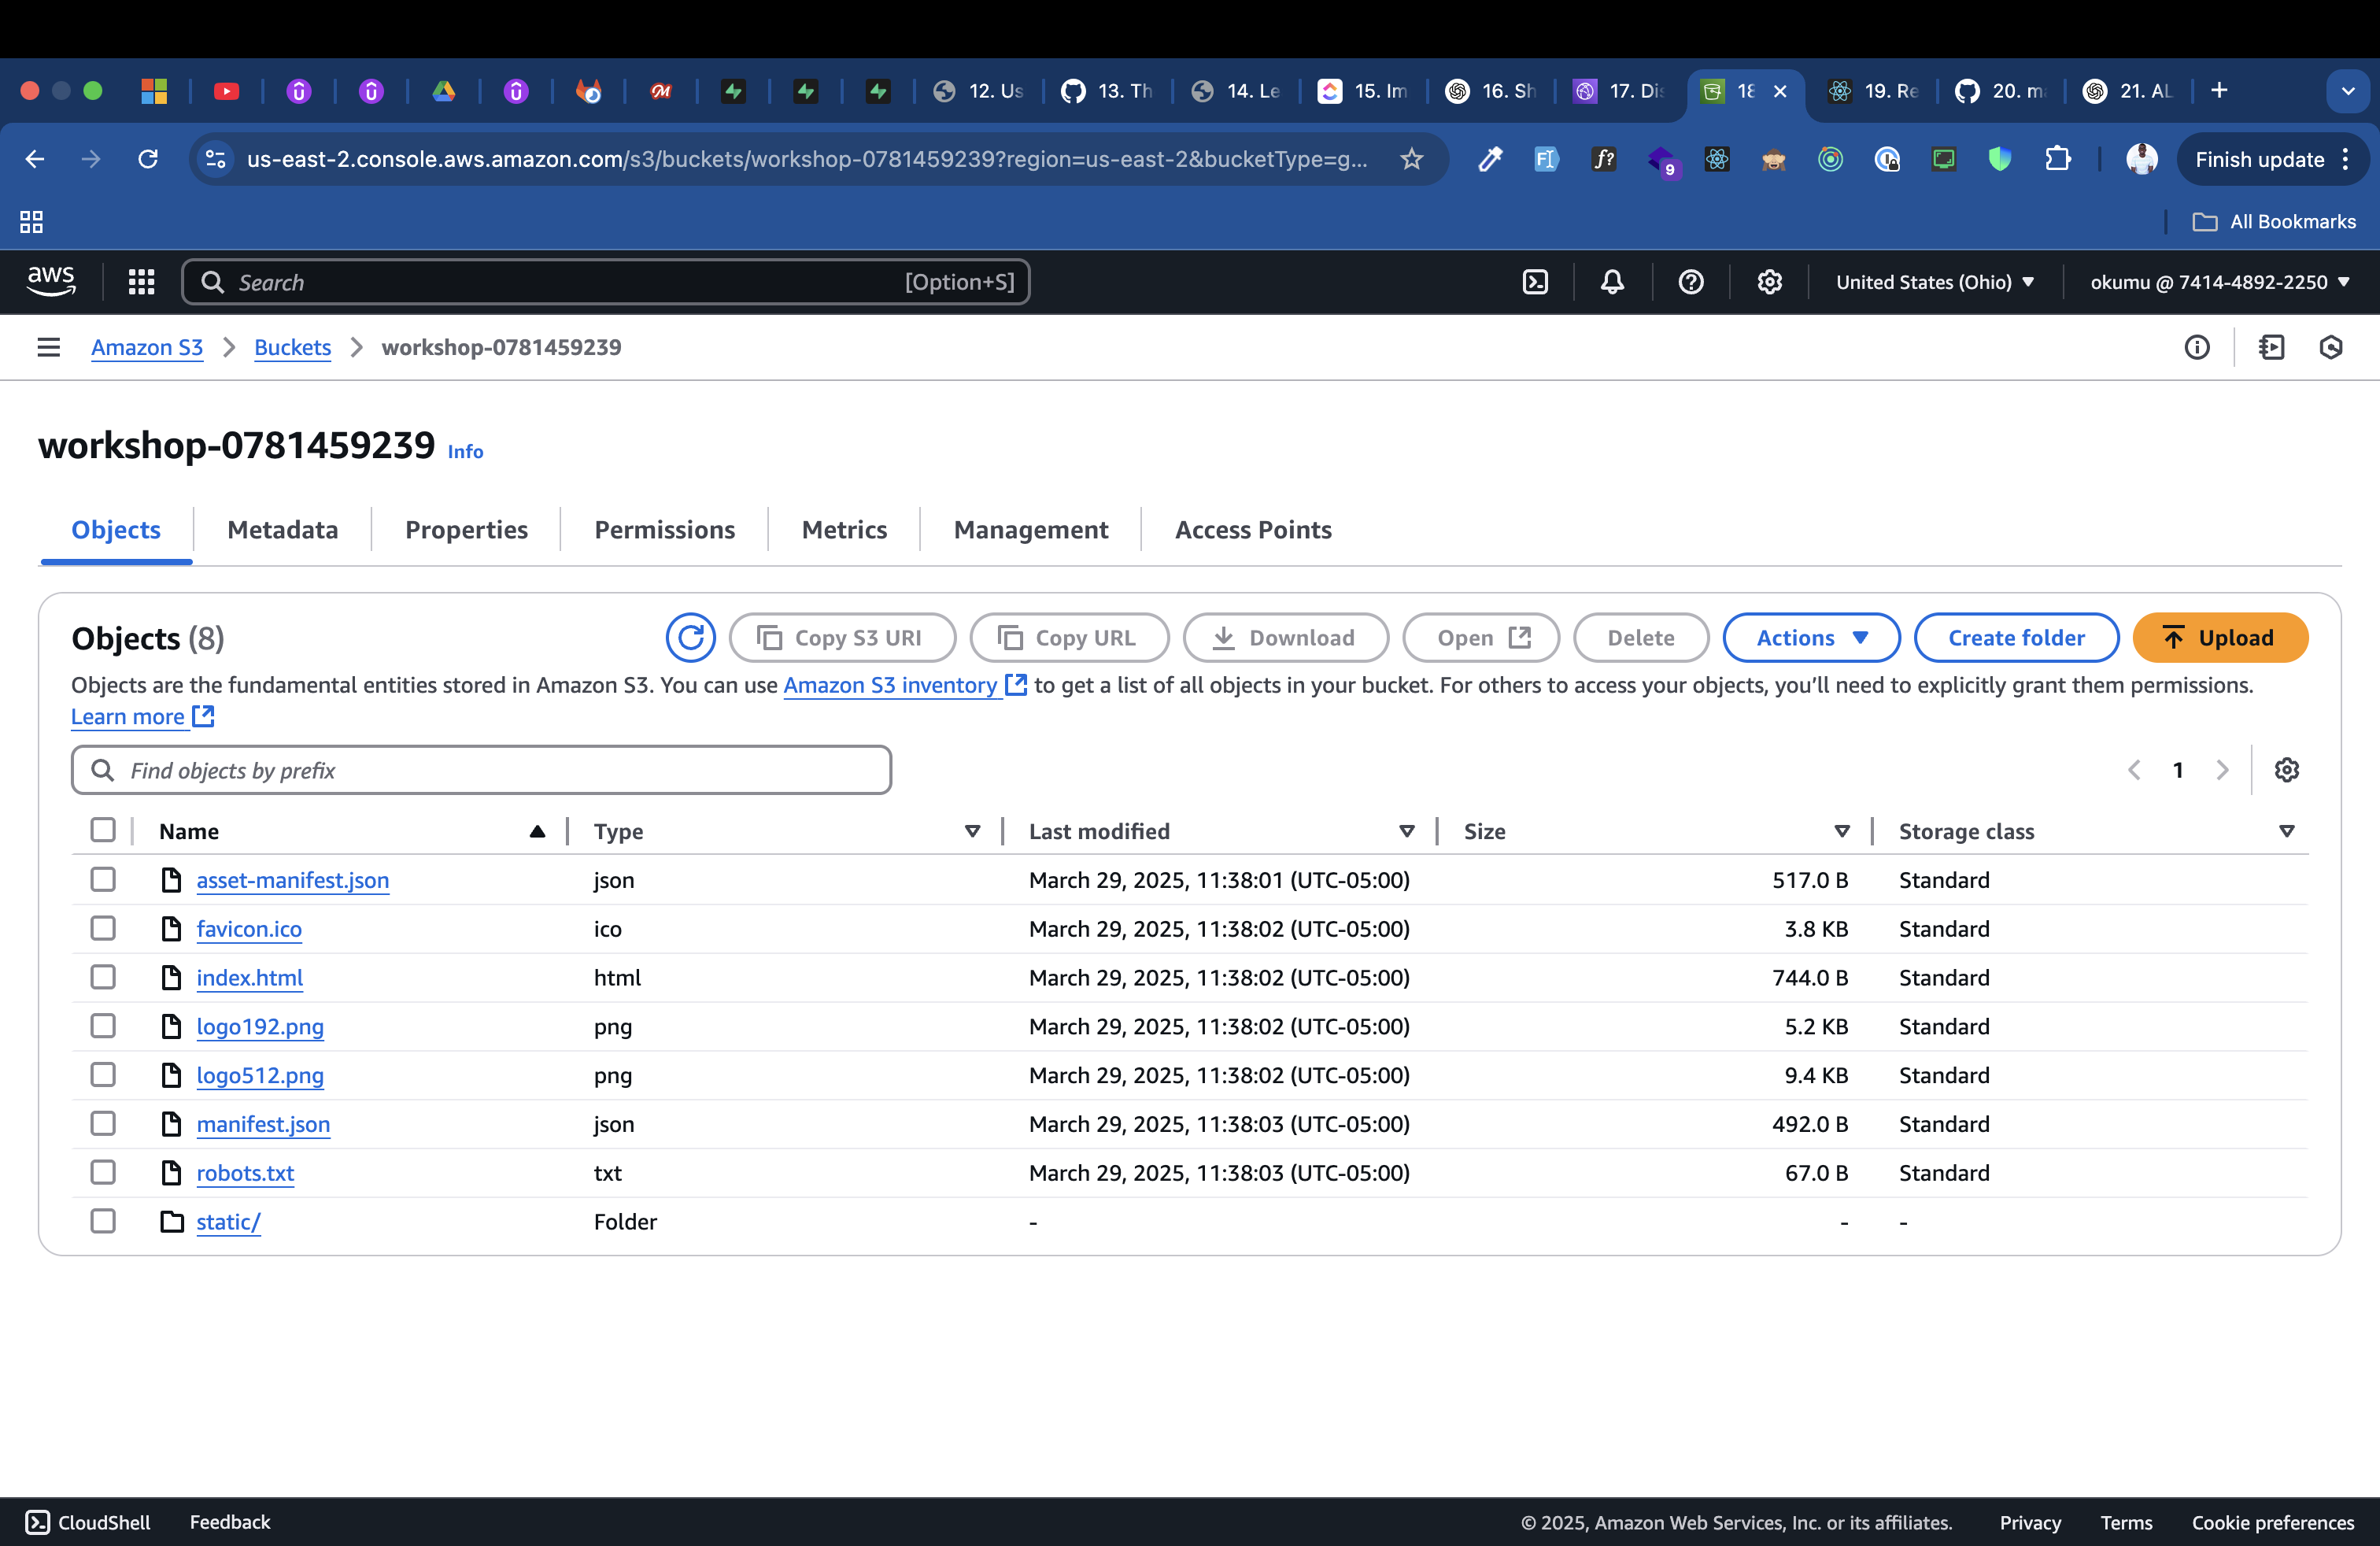 12. Us
13. Th
14. Le
15. Im
16. Sh
17. Dis
18
19. Re
20. ma
21. AL
us-east-2.console.aws.amazon.com/s3/buckets/workshop-0781459239?region=us-east-2&bucketType=g...
9
Finish update
All Bookmarks
aws
Search
[Option+S]
United States (Ohio)
okumu @ 7414-4892-2250
Amazon S3
Buckets
workshop-0781459239
workshop-0781459239 Info
Objects
Metadata
Properties
Permissions
Metrics
Management
Access Points
Objects (8)
Copy S3 URI
Copy URL
Download
Open
Delete
Actions
Create folder
Upload
Objects are the fundamental entities stored in Amazon S3. You can use Amazon S3 inventory to get a list of all objects in your bucket. For others to access your objects, you’ll need to explicitly grant them permissions.
Learn more
Find objects by prefix
1
Name Type Last modified Size Storage class
asset-manifest.json json March 29, 2025, 11:38:01 (UTC-05:00) 517.0 B Standard
favicon.ico ico March 29, 2025, 11:38:02 (UTC-05:00) 3.8 KB Standard
index.html html March 29, 2025, 11:38:02 (UTC-05:00) 744.0 B Standard
logo192.png png March 29, 2025, 11:38:02 (UTC-05:00) 5.2 KB Standard
logo512.png png March 29, 2025, 11:38:02 (UTC-05:00) 9.4 KB Standard
manifest.json json March 29, 2025, 11:38:03 (UTC-05:00) 492.0 B Standard
robots.txt txt March 29, 2025, 11:38:03 (UTC-05:00) 67.0 B Standard
static/ Folder - - -
CloudShell
Feedback
© 2025, Amazon Web Services, Inc. or its affiliates.
Privacy
Terms
Cookie preferences